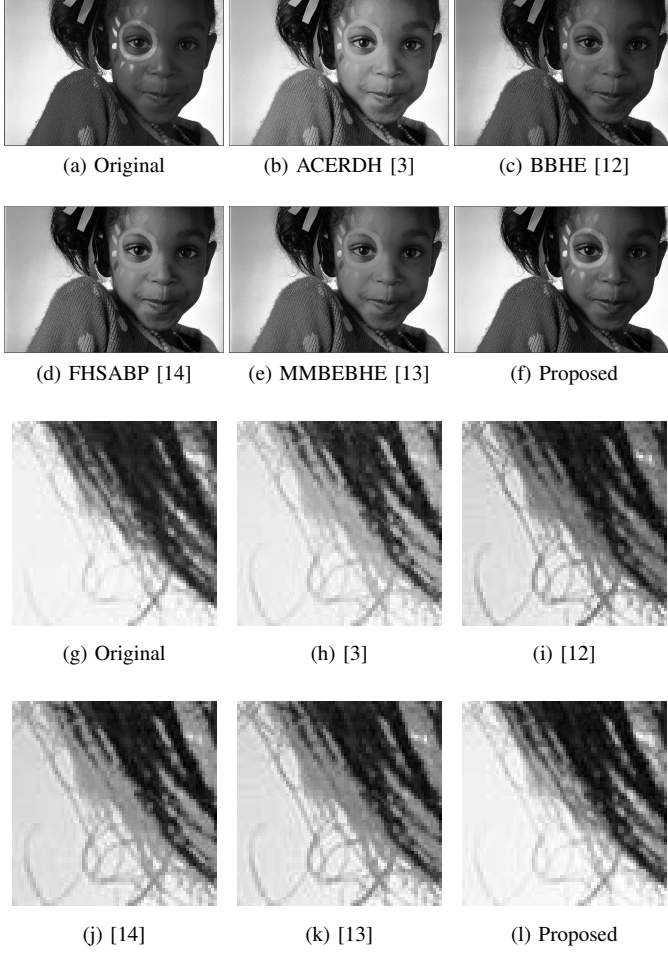 (a) Original (b) ACERDH [3] (c) BBHE [12]
(d) FHSABP [14] (e) MMBEBHE [13] (f) Proposed
(g) Original (h) [3] (i) [12]
(j) [14] (k) [13] (l) Proposed